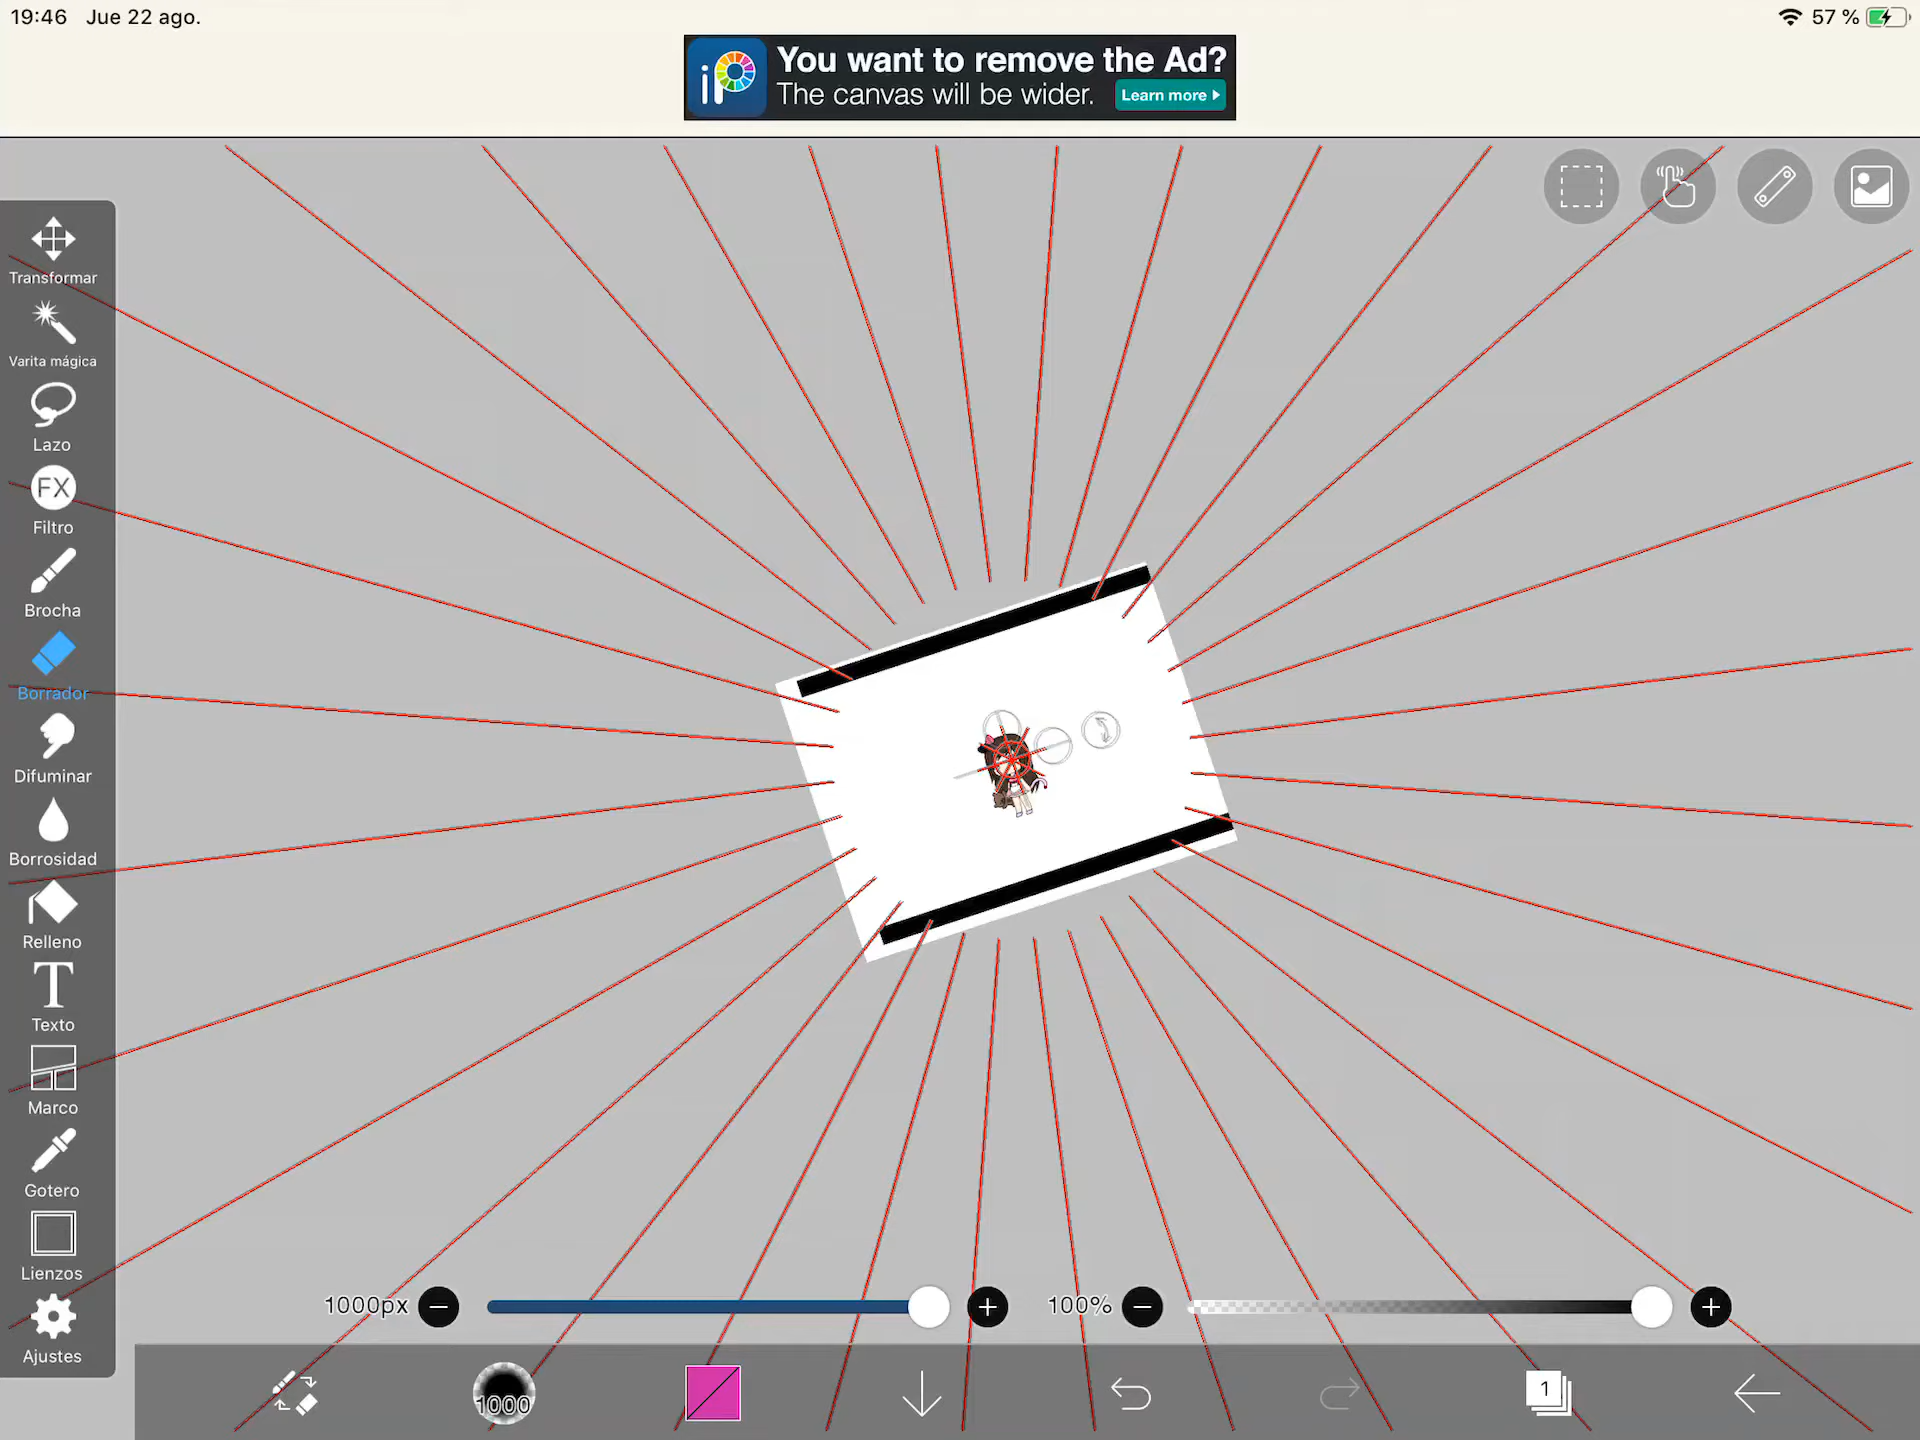 19:46 Jue 22 ago.
57 %
iP
You want to remove the Ad?
The canvas will be wider.
Learn more
Transformar
Varita mágica
Lazo
FX
Filtro
Brocha
Borrador
Difuminar
Borrosidad
Relleno
T
Texto
Marco
Gotero
Lienzos
Ajustes
1000px
100%
1000
1